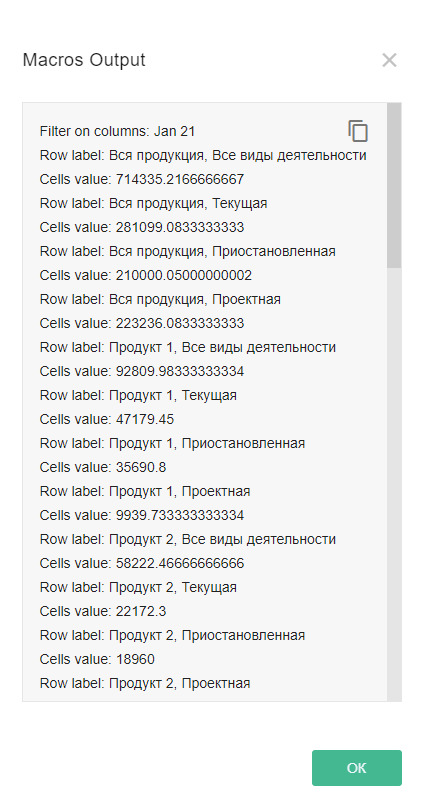 Macros Output
Filter on columns: Jan 21
Row label: Вся продукция, Все виды деятельности
Cells value: 714335.2166666667
Row label: Вся продукция, Текущая
Cells value: 281099.0833333333
Row label: Вся продукция, Приостановленная
Cells value: 210000.05000000002
Row label: Вся продукция, Проектная
Cells value: 223236.0833333333
Row label: Продукт 1, Все виды деятельности
Cells value: 92809.98333333334
Row label: Продукт 1, Текущая
Cells value: 47179.45
Row label: Продукт 1, Приостановленная
Cells value: 35690.8
Row label: Продукт 1, Проектная
Cells value: 9939.733333333334
Row label: Продукт 2, Все виды деятельности
Cells value: 58222.46666666666
Row label: Продукт 2, Текущая
Cells value: 22172.3
Row label: Продукт 2, Приостановленная
Cells value: 18960
Row label: Продукт 2, Проектная
OK